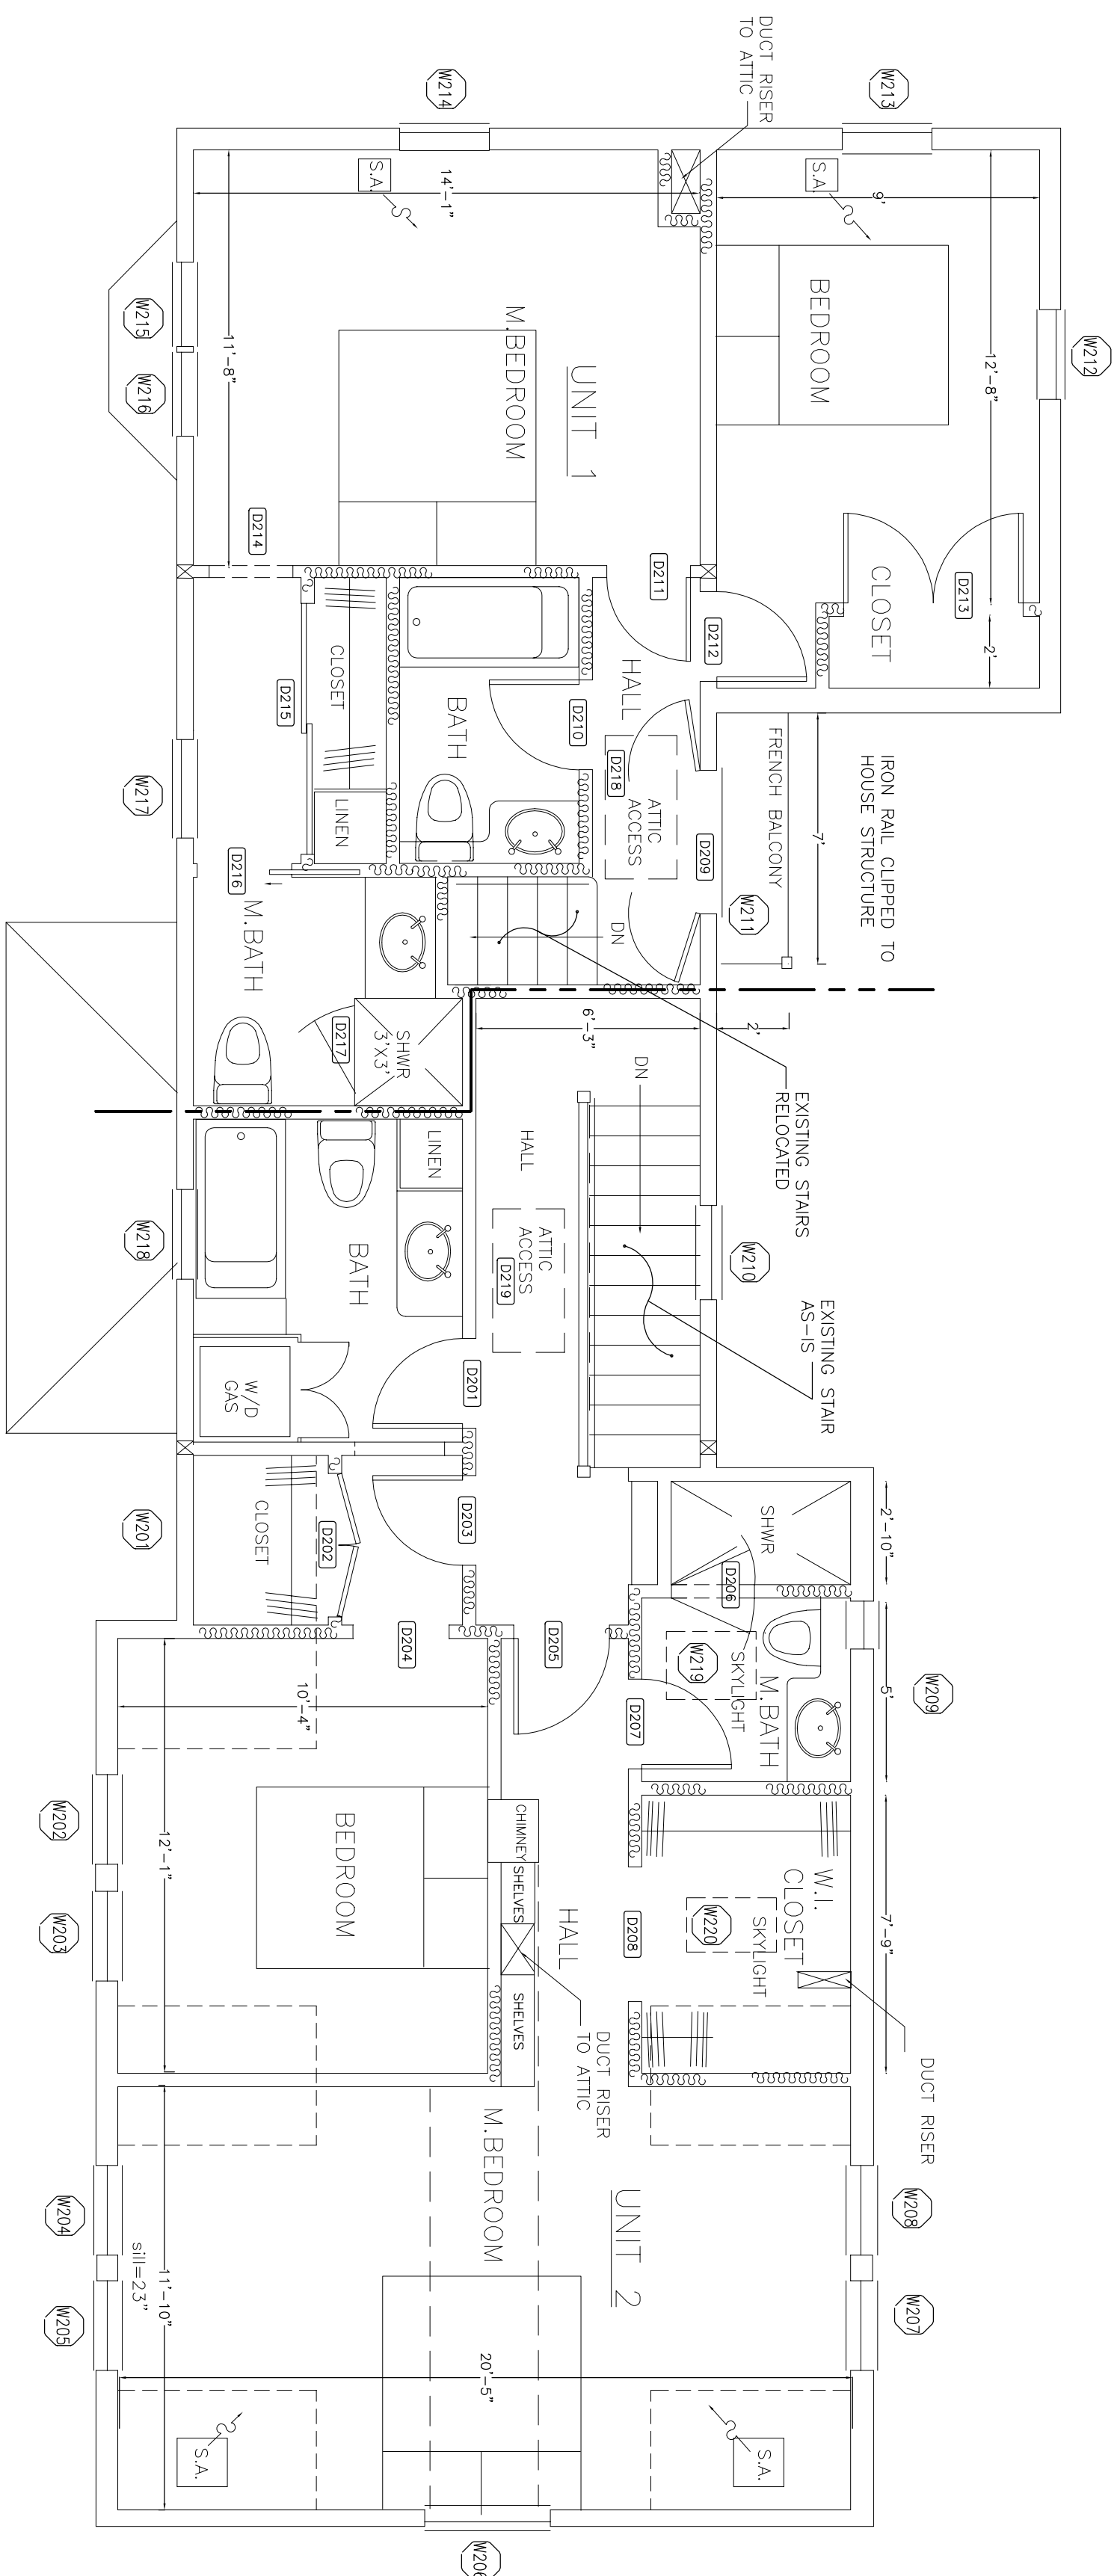 W214
W213
DUCT RISER
TO ATTIC
W212
S.A.
14'-1"
S.A.
9'
12'-8"
BEDROOM
M.BEDROOM
UNIT 1
W215
W216
11'-8"
D214
D211
D212
D213
CLOSET
2'
HALL
D210
BATH
CLOSET
D215
LINEN
W217
D218
ATTIC
ACCESS
D209
FRENCH BALCONY
7'
IRON RAIL CLIPPED TO
HOUSE STRUCTURE
W211
DN
D216
M.BATH
D217
SHWR
3'X3'
6'-3"
2'
EXISTING STAIRS
RELOCATED
DN
HALL
LINEN
BATH
W218
ATTIC
ACCESS
D219
W210
EXISTING STAIR
AS-IS
W/D
GAS
D201
D203
D202
CLOSET
W201
SHWR
2'-10"
D206
D205
D204
W219
SKYLIGHT
M.BATH
D207
5'
W209
10'-4"
12'-1"
W202
W203
BEDROOM
CHIMNEY
SHELVES
SHELVES
HALL
D208
W220
SKYLIGHT
W.I.
CLOSET
7'-9"
DUCT RISER
DUCT RISER
TO ATTIC
M.BEDROOM
UNIT 2
W208
W207
W204
W205
sill=23"
11'-10"
20'-5"
S.A.
S.A.
W206